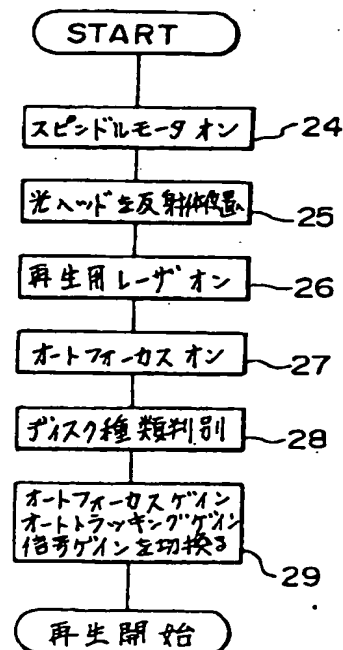 START
スピンドルモータ オン
24
光ヘッドを反射体位置へ
25
再生用レーザ オン
26
オートフォーカス オン
27
ディスク種類判別
28
オートフォーカスゲイン
オートトラッキングゲイン
信号ゲインを切換る
29
再生開始